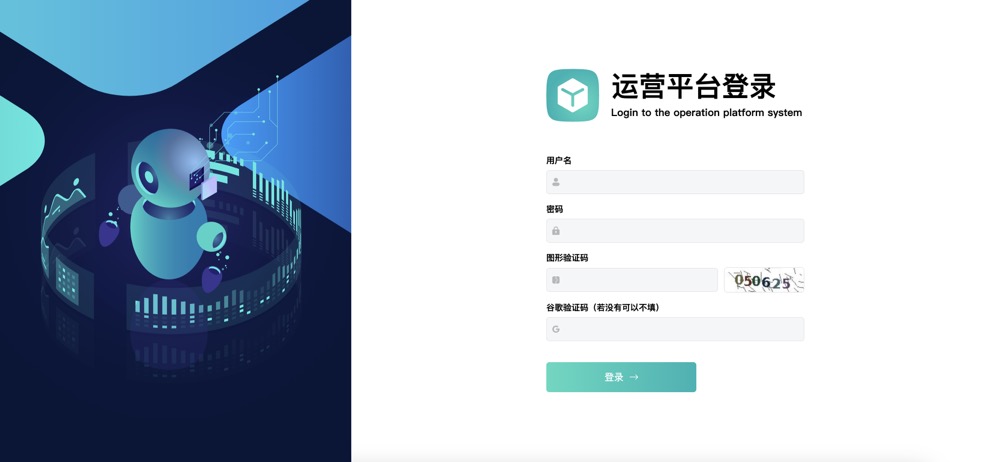 运营平台登录
Login to the operation platform system
用户名
密码
图形验证码
050625
谷歌验证码（若没有可以不填）
登录 →